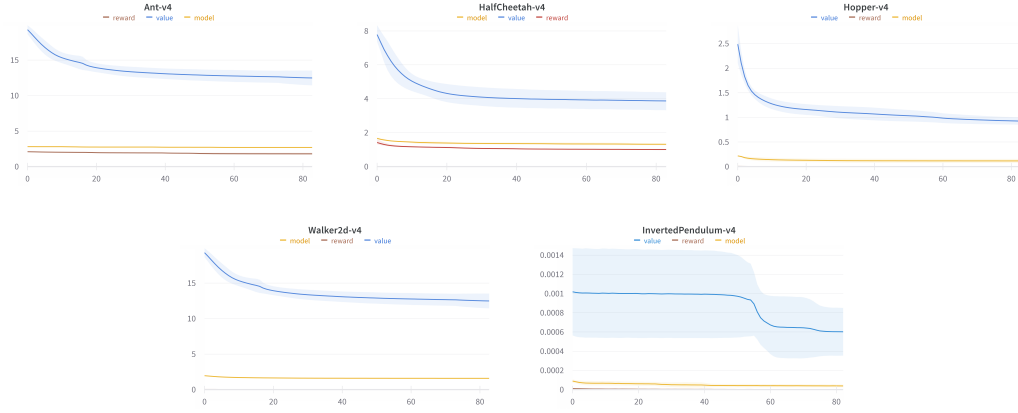 Ant-v4
reward value model
15
10
5
0
0 20 40 60 80
HalfCheetah-v4
model value reward
8
6
4
2
0
0 20 40 60 80
Hopper-v4
value reward model
2.5
2
1.5
1
0.5
0
0 20 40 60 80
Walker2d-v4
model reward value
15
10
5
0
0 20 40 60 80
InvertedPendulum-v4
value reward model
0.0014
0.0012
0.001
0.0008
0.0006
0.0004
0.0002
0
0 20 40 60 80